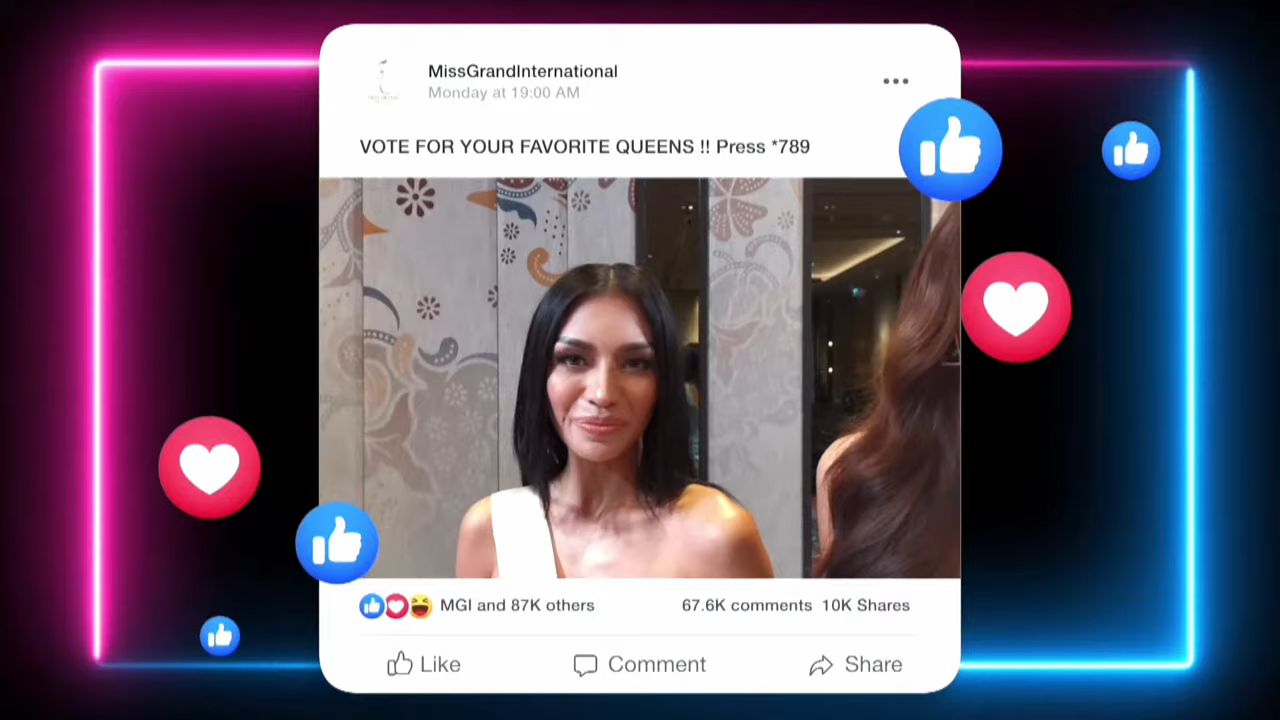 MissGrandInternational
Monday at 19:00 AM
VOTE FOR YOUR FAVORITE QUEENS !! Press *789
MGI and 87K others
67.6K comments 10K Shares
Like Comment Share